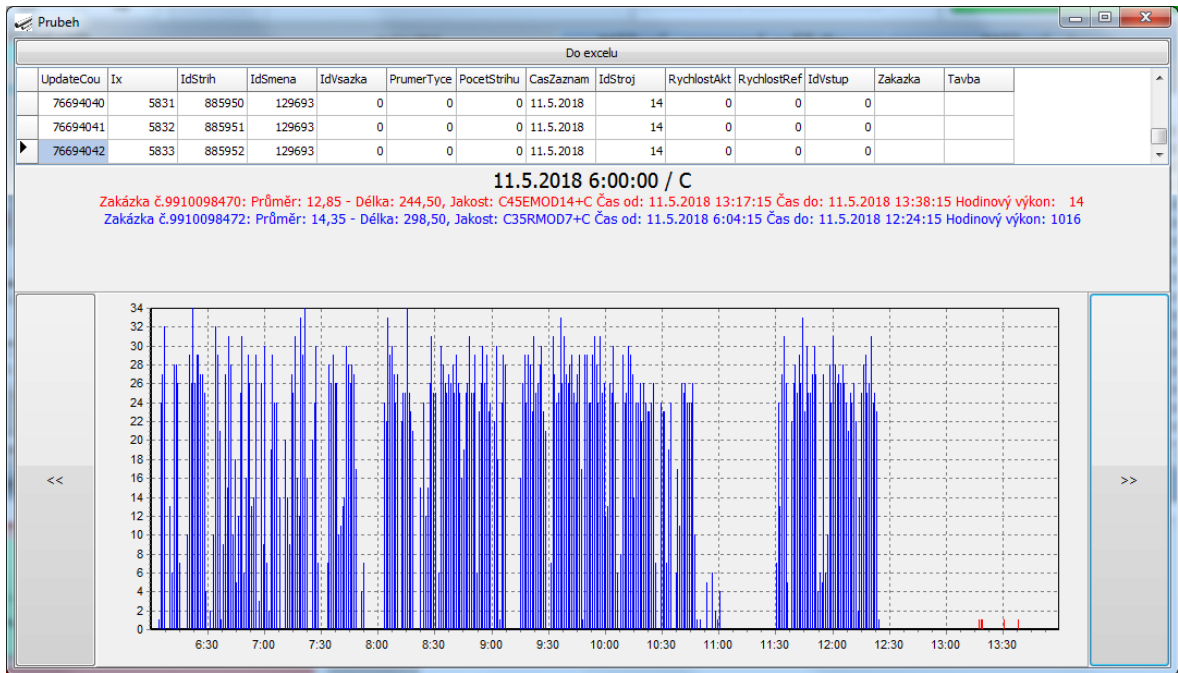 Prubeh
Do excelu
UpdateCou Ix IdStrih IdSmena IdVsazka PrumerTyce PocetStrihu CasZaznam IdStroj RychlostAkt RychlostRef IdVstup Zakazka Tavba
76694040 5831 885950 129693 0 0 0 11.5.2018 14 0 0 0
76694041 5832 885951 129693 0 0 0 11.5.2018 14 0 0 0
76694042 5833 885952 129693 0 0 0 11.5.2018 14 0 0 0
11.5.2018 6:00:00 / C
Zakázka č.9910098470: Průměr: 12,85 - Délka: 244,50, Jakost: C45EMOD14+C Čas od: 11.5.2018 13:17:15 Čas do: 11.5.2018 13:38:15 Hodinový výkon: 14
Zakázka č.9910098472: Průměr: 14,35 - Délka: 298,50, Jakost: C35RMOD7+C Čas od: 11.5.2018 6:04:15 Čas do: 11.5.2018 12:24:15 Hodinový výkon: 1016
34
32
30
28
26
24
22
20
18
16
14
12
10
8
6
4
2
0
<<
>>
6:30 7:00 7:30 8:00 8:30 9:00 9:30 10:00 10:30 11:00 11:30 12:00 12:30 13:00 13:30